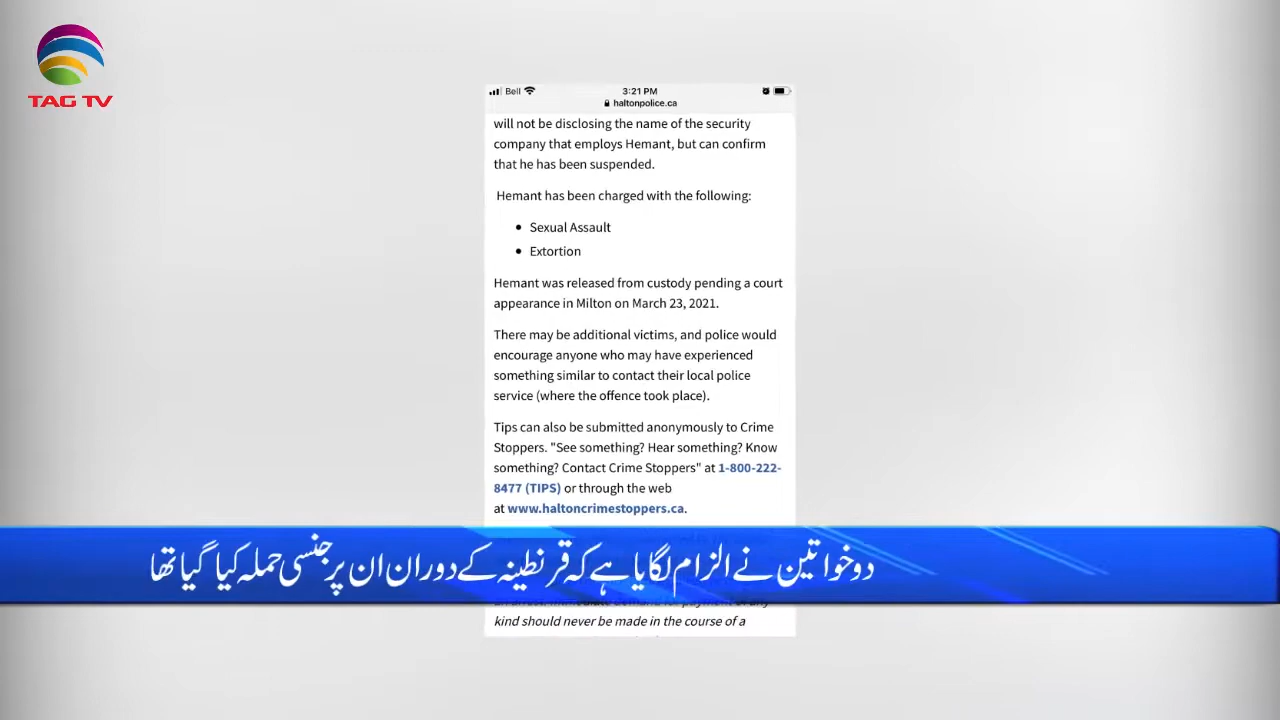 TAG TV
Bell
3:21 PM
haltonpolice.ca
will not be disclosing the name of the security
company that employs Hemant, but can confirm
that he has been suspended.
Hemant has been charged with the following:
• Sexual Assault
• Extortion
Hemant was released from custody pending a court
appearance in Milton on March 23, 2021.
There may be additional victims, and police would
encourage anyone who may have experienced
something similar to contact their local police
service (where the offence took place).
Tips can also be submitted anonymously to Crime
Stoppers. "See something? Hear something? Know
something? Contact Crime Stoppers" at 1-800-222-
8477 (TIPS) or through the web
at www.haltoncrimestoppers.ca.
دو خواتین نے الزام لگایا ہے کہ قرنطینہ کے دوران ان پر جنسی حملہ کیا گیا تھا
kind should never be made in the course of a